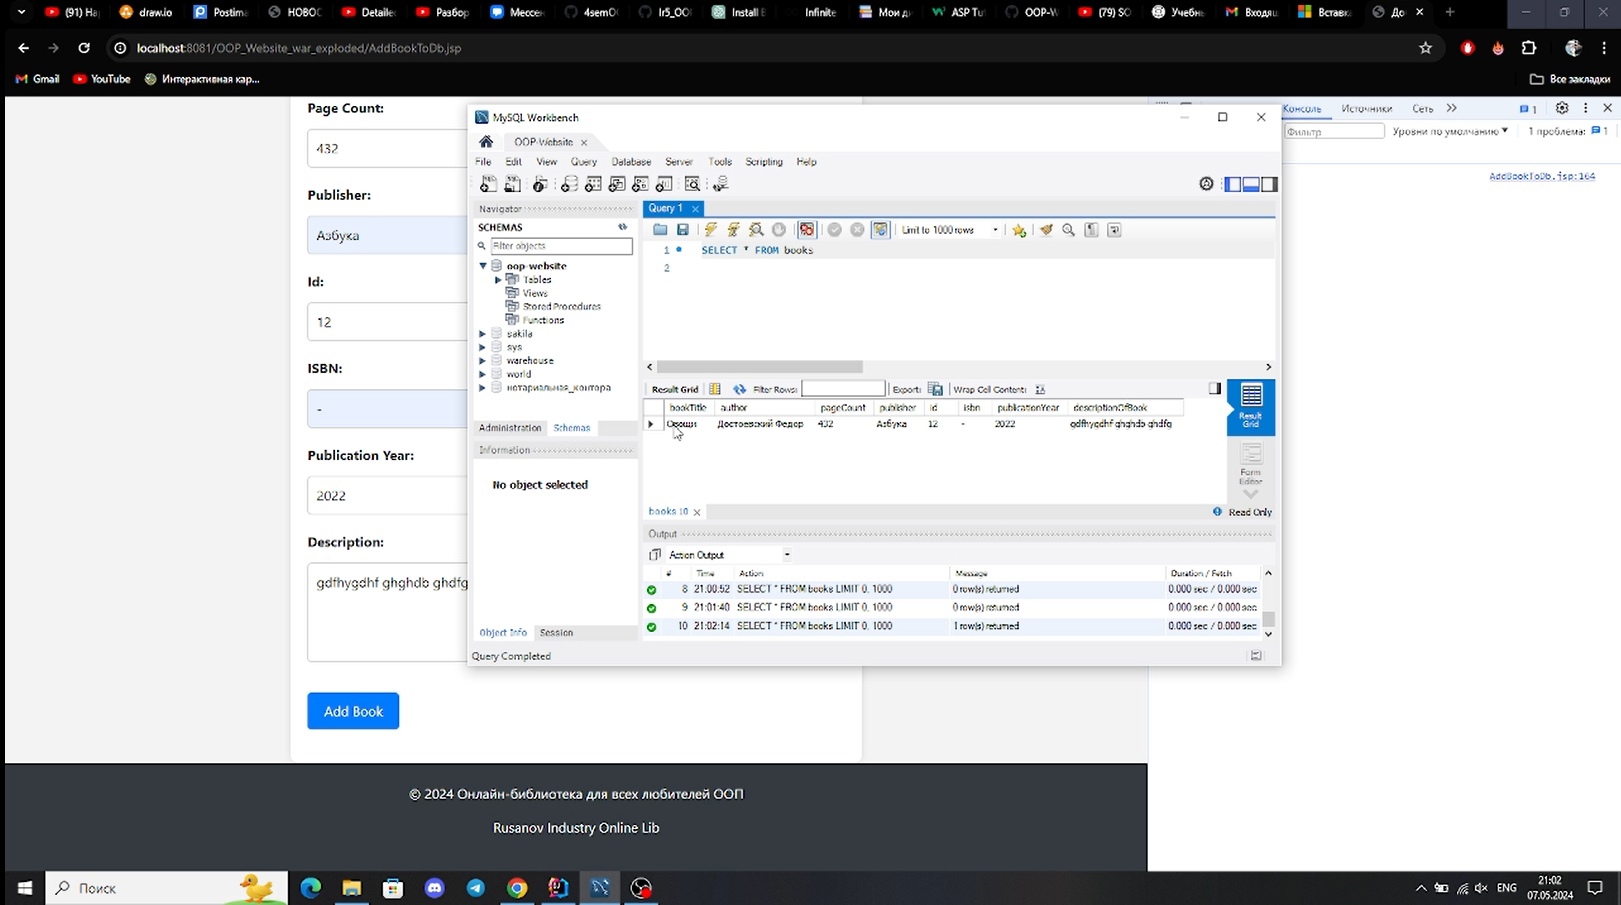 (91) На
draw.io
Postma
НОВОС
Detaile
Разбо
Мессен
4sem
lr5_OO
Install
Infinite
Мои д
ASP Tu
OOP-W
(79) SO
Учебн
Входящ
Вставк
До
localhost:8081/OOP_Website_war_exploded/AddBookToDb.jsp
Gmail
YouTube
Интерактивная кар...
Все закладки
Page Count:
432
Publisher:
Азбука
Id:
12
ISBN:
-
Publication Year:
2022
Description:
gdfhygdhf ghghdb ghdfg
Add Book
© 2024 Онлайн-библиотека для всех любителей ООП
Rusanov Industry Online Lib
MySQL Workbench
OOP-Website
File Edit View Query Database Server Tools Scripting Help
Navigator
SCHEMAS
Filter objects
oop-website
Tables
Views
Stored Procedures
Functions
sakila
sys
warehouse
world
нотариальная_контора
Administration Schemas
Information
No object selected
Object Info Session
Query Completed
Query 1
Limit to 1000 rows
1 SELECT * FROM books
2
Result Grid Filter Rows: Export: Wrap Cell Content:
bookTitle author pageCount publisher id isbn publicationYear descriptionOfBook
Овощи Достоевский Федор 432 Азбука 12 - 2022 gdfhygdhf ghghdb ghdfg
Result
Grid
Form
Editor
books 10
Read Only
Output
Action Output
# Time Action Message Duration / Fetch
8 21:00:52 SELECT * FROM books LIMIT 0, 1000 0 row(s) returned 0.000 sec / 0.000 sec
9 21:01:40 SELECT * FROM books LIMIT 0, 1000 0 row(s) returned 0.000 sec / 0.000 sec
10 21:02:14 SELECT * FROM books LIMIT 0, 1000 1 row(s) returned 0.000 sec / 0.000 sec
Консоль Источники Сеть 1
Фильтр Уровни по умолчанию 1 проблема: 1
AddBookToDb.jsp:164
Поиск
ENG
21:02
07.05.2024